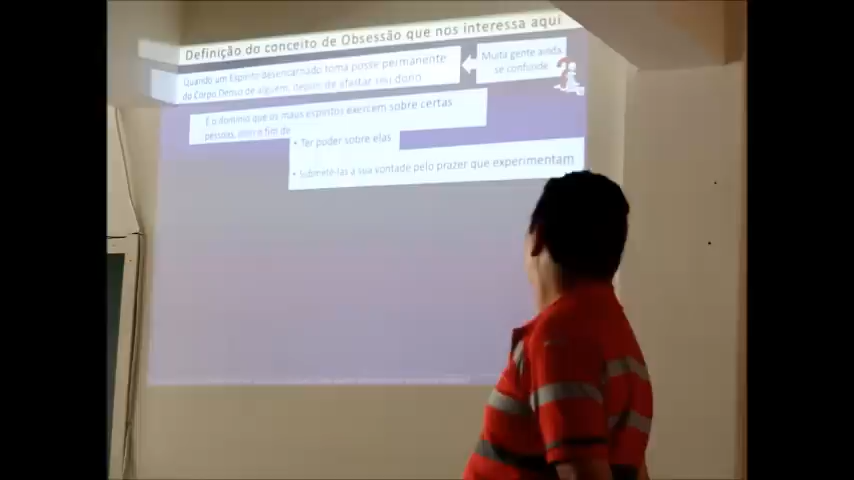 Definição do conceito de Obsessão que nos interessa aqui
Quando um Espírito desencarnado toma posse permanente
do Corpo Denso de alguém, depois de afastar seu dono
Muita gente ainda
se confunde
É o domínio que os maus espíritos exercem sobre certas
pessoas, com o fim de
• Ter poder sobre elas
• Submetê-las a sua vontade pelo prazer que experimentam